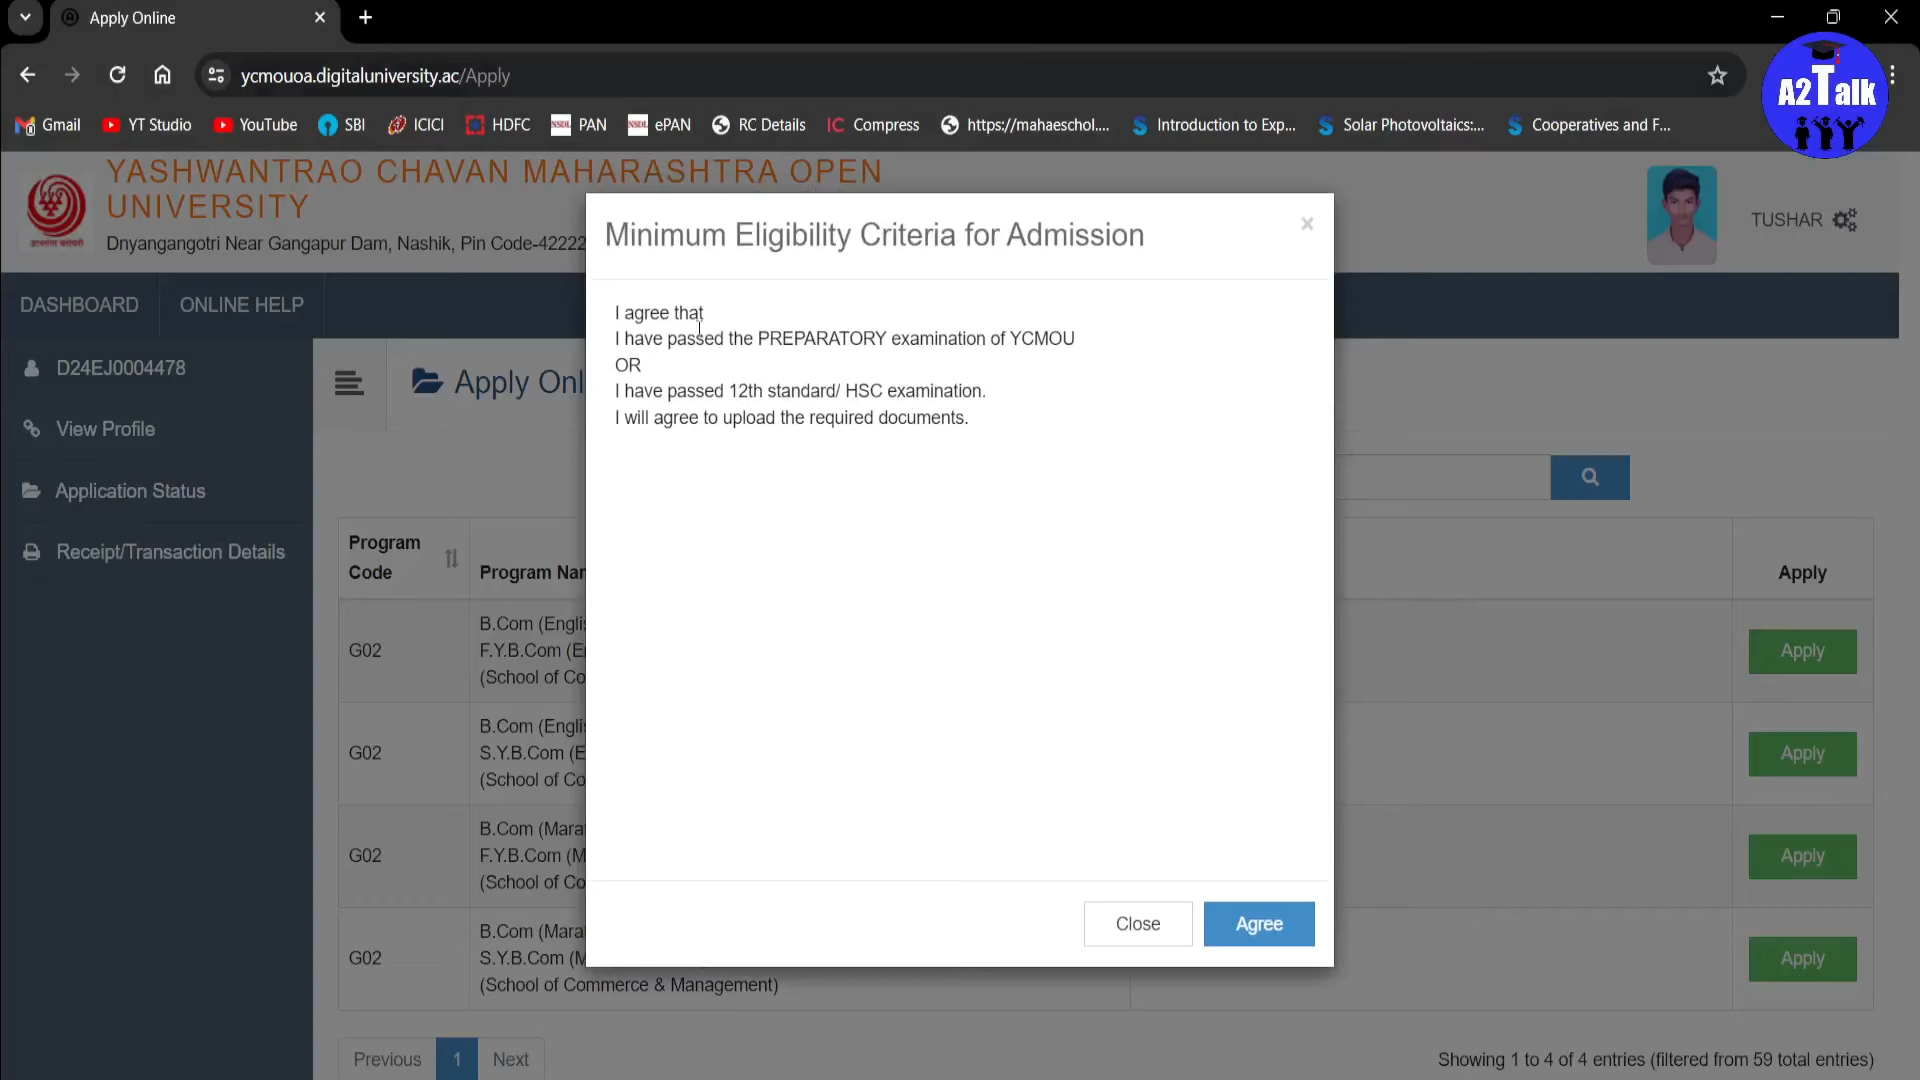 Apply Online
ycmouoa.digitaluniversity.ac/Apply
Gmail
YT Studio
YouTube
SBI
ICICI
HDFC
NSDL PAN
NSDL ePAN
RC Details
IC Compress
https://mahaeschol....
Introduction to Exp...
Solar Photovoltaics:...
Cooperatives and F...
A2Talk
YASHWANTRAO CHAVAN MAHARASHTRA OPEN
UNIVERSITY
Dnyangangotri Near Gangapur Dam, Nashik, Pin Code-42222
TUSHAR
DASHBOARD
ONLINE HELP
D24EJ0004478
View Profile
Application Status
Receipt/Transaction Details
Apply Onl
Minimum Eligibility Criteria for Admission
×
I agree that
I have passed the PREPARATORY examination of YCMOU
OR
I have passed 12th standard/ HSC examination.
I will agree to upload the required documents.
Close
Agree
Program
Code
Program Nam
Apply
G02
B.Com (Englis
F.Y.B.Com (En
(School of Co
Apply
G02
B.Com (Englis
S.Y.B.Com (E
(School of Co
Apply
G02
B.Com (Mara
F.Y.B.Com (M
(School of Co
Apply
G02
B.Com (Mara
S.Y.B.Com (M
(School of Commerce & Management)
Apply
Previous
1
Next
Showing 1 to 4 of 4 entries (filtered from 59 total entries)